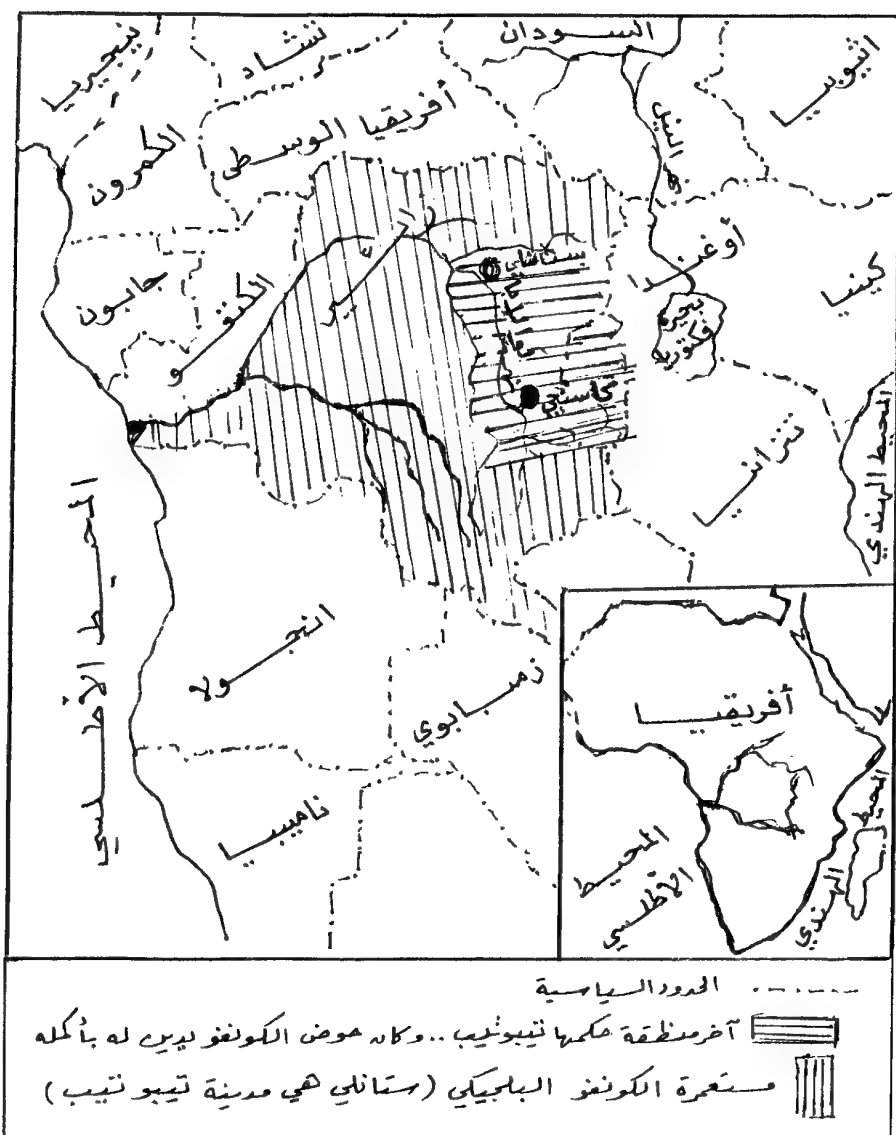 نيجيريا
تشاد
السودان
اثيوبيا
الكمرون
أفريقيا الوسطى
النيل
جابون
الكنغو
زائير
ستانلي
أوغندا
كينيا
بحيرة
فكتوريا
كاسنجي
تنزانيا
المحيط الهندي
المحيط الأطلسي
انجولا
زمبابوي
ناميبيا
أفريقيا
المحيط
الأطلسي
المحيط
الهندي
الحدود السياسية
آخر منطقة حكمها تيبوتيب .. وكان حوض الكونغو يدين له بأكمله
مستعمرة الكونغو البلجيكي (ستانلي هي مدينة تيبو تيب)